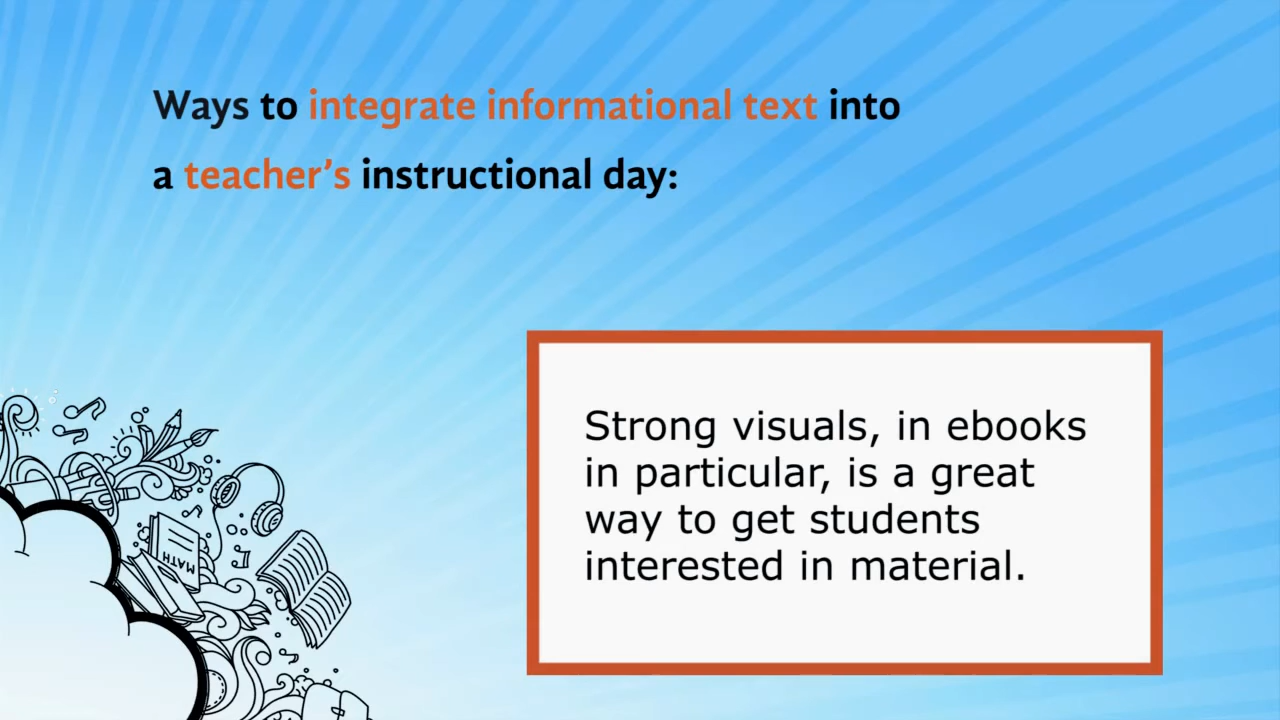 Ways to integrate informational text into
a teacher’s instructional day:
Strong visuals, in ebooks
in particular, is a great
way to get students
interested in material.
MATH